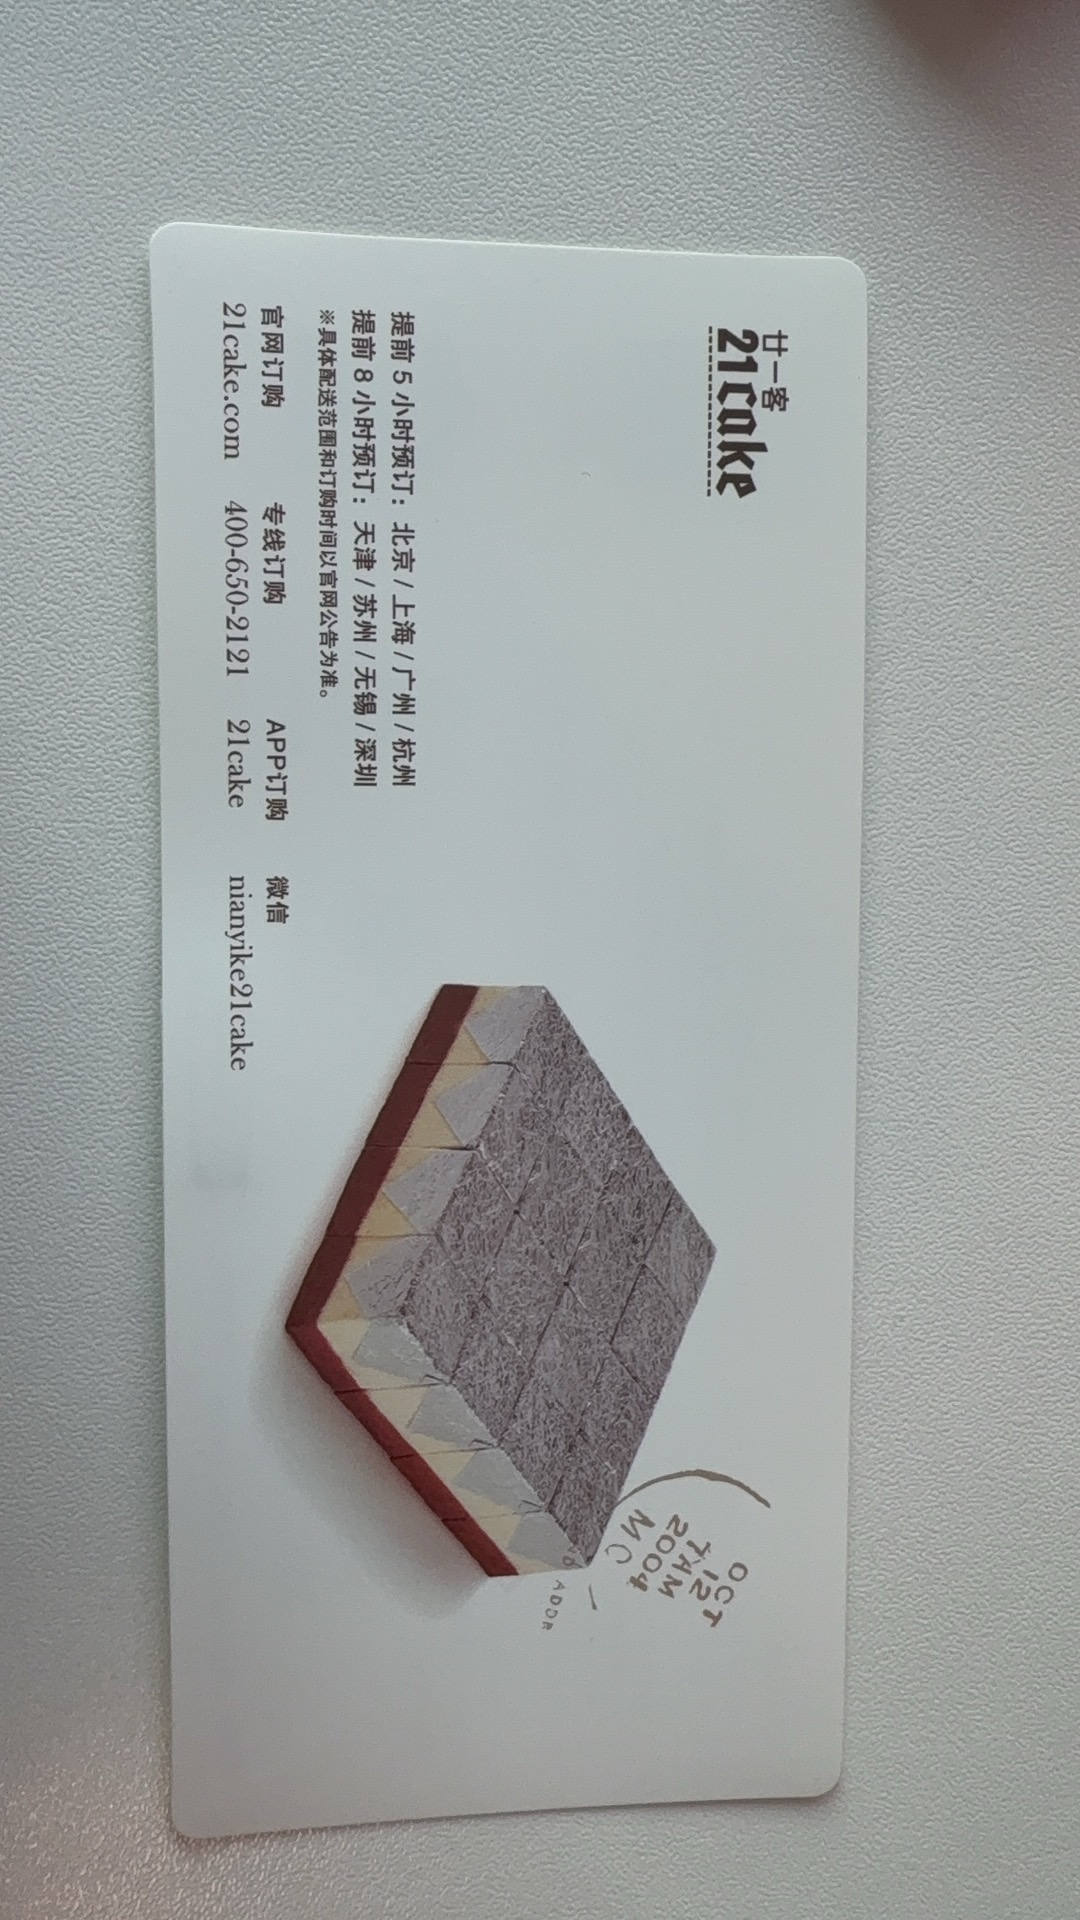 廿一客
21cake
提前 5 小时预订：北京 / 上海 / 广州 / 杭州
提前 8 小时预订：天津 / 苏州 / 无锡 / 深圳
※具体配送范围和订购时间以官网公告为准。
官网订购 专线订购 APP订购 微信
21cake.com 400-650-2121 21cake nianyike21cake
OCT
12
7AM
2004